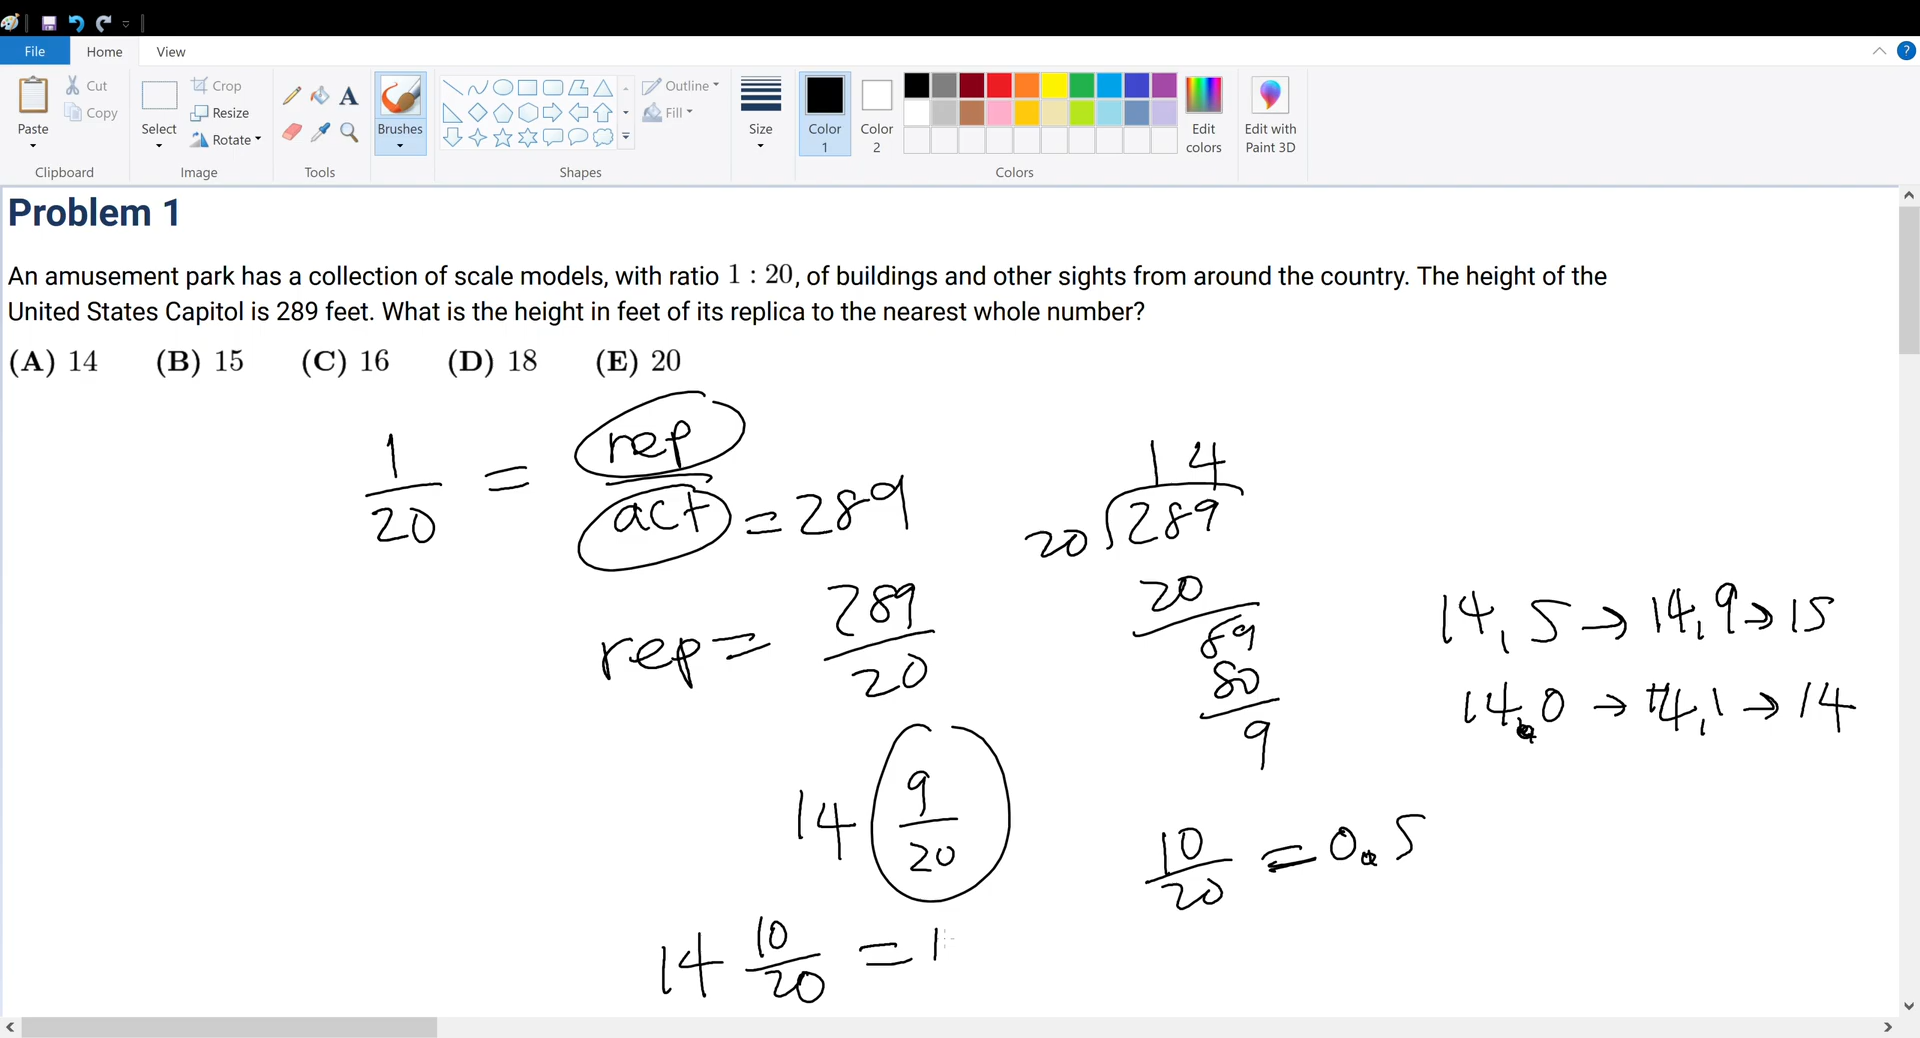 File Home View
Paste Cut Copy Clipboard
Select Crop Resize Rotate Image
A Tools
Brushes
Shapes
Outline Fill
Size
Color 1 Color 2 Edit colors Colors
Edit with Paint 3D
?
Problem 1
An amusement park has a collection of scale models, with ratio 1 : 20, of buildings and other sights from around the country. The height of the
United States Capitol is 289 feet. What is the height in feet of its replica to the nearest whole number?
(A) 14 (B) 15 (C) 16 (D) 18 (E) 20
1/20 = rep/act = 289
rep = 289/20
14 9/20
14 10/20 = 1
14
20 289
20
89
80
9
10/20 = 0.5
14,5 → 14,9 → 15
14.0 → 14,1 → 14